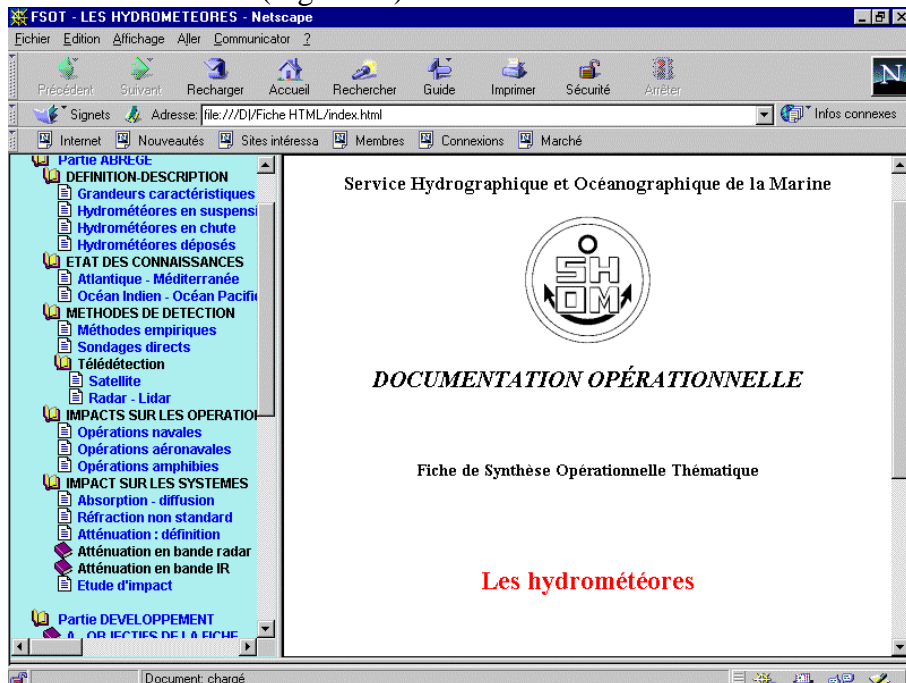 FSOT - LES HYDROMETEORES - Netscape
Fichier Edition Affichage Aller Communicator ?
Précédent Suivant Recharger Accueil Rechercher Guide Imprimer Sécurité Arrêter
N
Signets Adresse: file:///D|/Fiche HTML/index.html Infos connexes
Internet Nouveautés Sites intéressa Membres Connexions Marché
Partie ABREGE
DEFINITION-DESCRIPTION
Grandeurs caractéristiques
Hydrométéores en suspensi
Hydrométéores en chute
Hydrométéores déposés
ETAT DES CONNAISSANCES
Atlantique - Méditerranée
Océan Indien - Océan Pacifi
METHODES DE DETECTION
Méthodes empiriques
Sondages directs
Télédétection
Satellite
Radar - Lidar
IMPACTS SUR LES OPERATIO
Opérations navales
Opérations aéronavales
Opérations amphibies
IMPACT SUR LES SYSTEMES
Absorption - diffusion
Réfraction non standard
Atténuation : définition
Atténuation en bande radar
Atténuation en bande IR
Etude d'impact
Partie DEVELOPPEMENT
A - OBJECTIFS DE LA FICHE
Service Hydrographique et Océanographique de la Marine
SH
OM
DOCUMENTATION OPÉRATIONNELLE
Fiche de Synthèse Opérationnelle Thématique
Les hydrométéores
Document: chargé